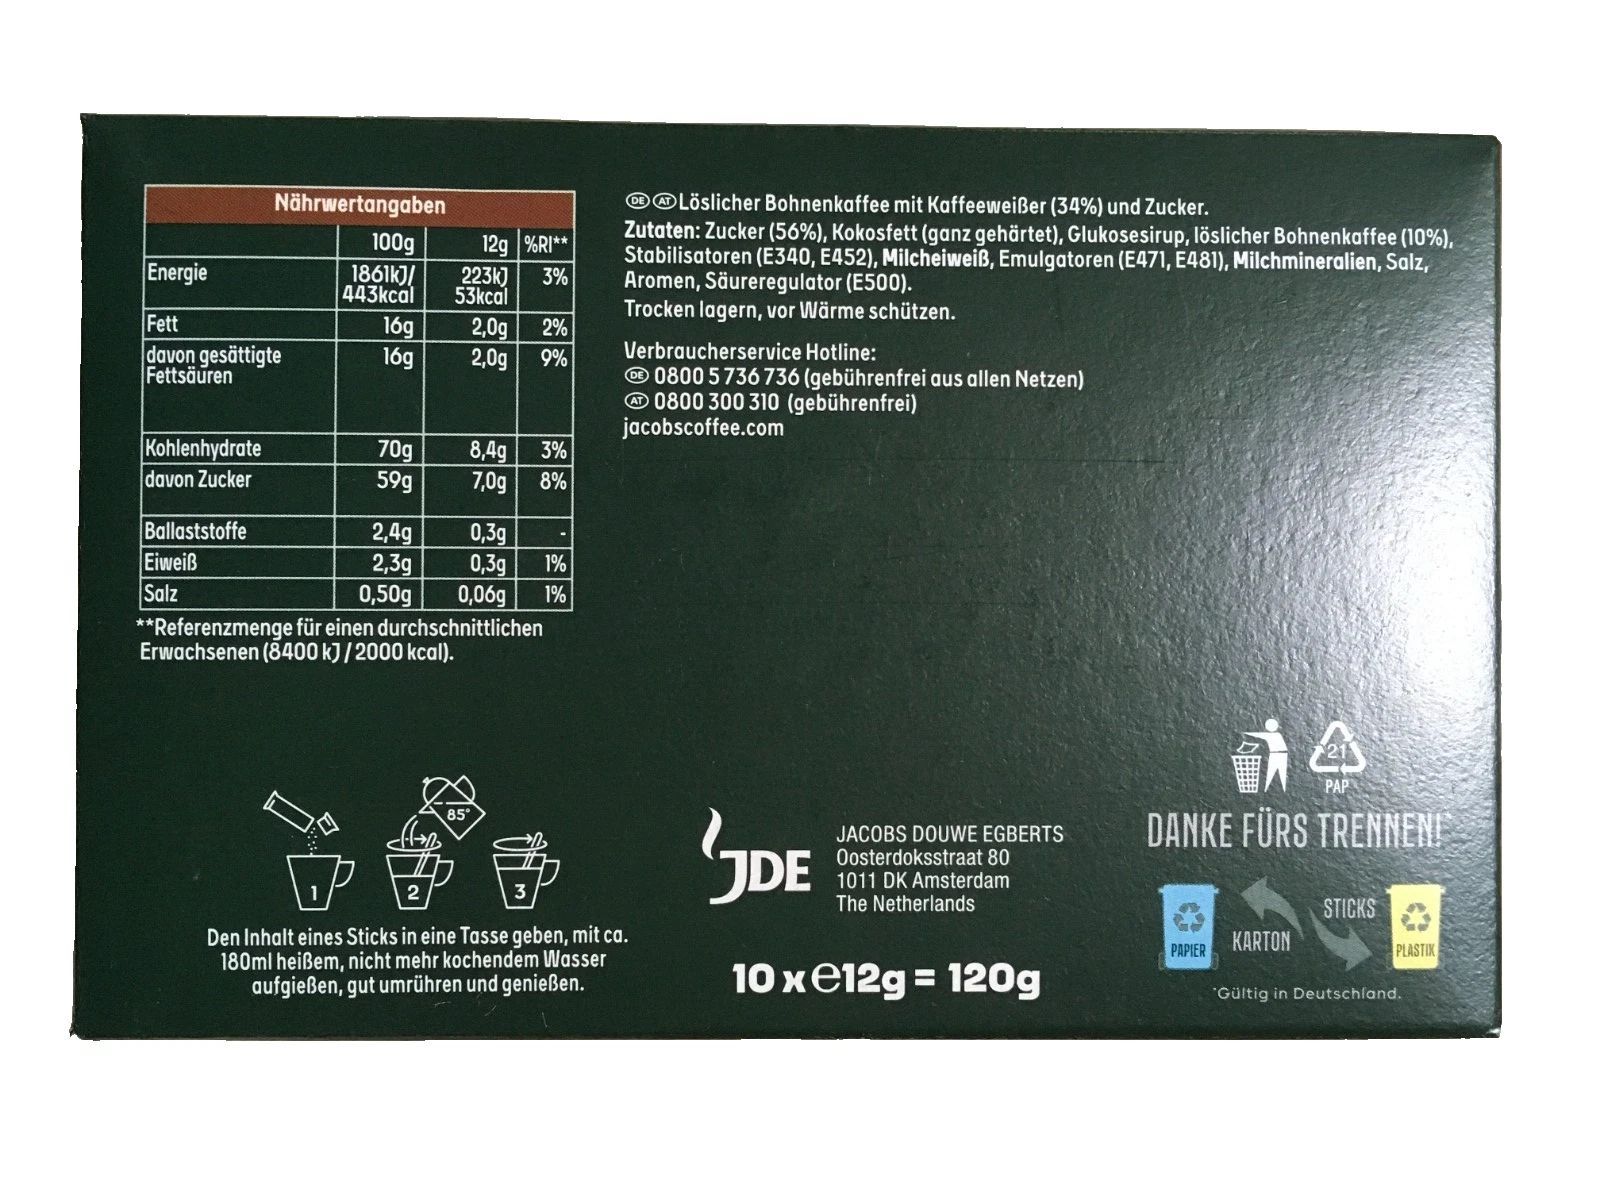 Nährwertangaben
100g 12g %RI**
Energie 1861kJ/ 443kcal 223kJ 53kcal 3%
Fett 16g 2,0g 2%
davon gesättigte Fettsäuren 16g 2,0g 9%
Kohlenhydrate 70g 8,4g 3%
davon Zucker 59g 7,0g 8%
Ballaststoffe 2,4g 0,3g -
Eiweiß 2,3g 0,3g 1%
Salz 0,50g 0,06g 1%
**Referenzmenge für einen durchschnittlichen
Erwachsenen (8400 kJ / 2000 kcal).
DE AT Löslicher Bohnenkaffee mit Kaffeeweißer (34%) und Zucker.
Zutaten: Zucker (56%), Kokosfett (ganz gehärtet), Glukosesirup, löslicher Bohnenkaffee (10%),
Stabilisatoren (E340, E452), Milcheiweiß, Emulgatoren (E471, E481), Milchmineralien, Salz,
Aromen, Säureregulator (E500).
Trocken lagern, vor Wärme schützen.
Verbraucherservice Hotline:
DE 0800 5 736 736 (gebührenfrei aus allen Netzen)
AT 0800 300 310 (gebührenfrei)
jacobscoffee.com
85°
1 2 3
Den Inhalt eines Sticks in eine Tasse geben, mit ca.
180ml heißem, nicht mehr kochendem Wasser
aufgießen, gut umrühren und genießen.
JDE
JACOBS DOUWE EGBERTS
Oosterdoksstraat 80
1011 DK Amsterdam
The Netherlands
10 x e12g = 120g
21
PAP
DANKE FÜRS TRENNEN!*
PAPIER
KARTON
STICKS
PLASTIK
*Gültig in Deutschland.